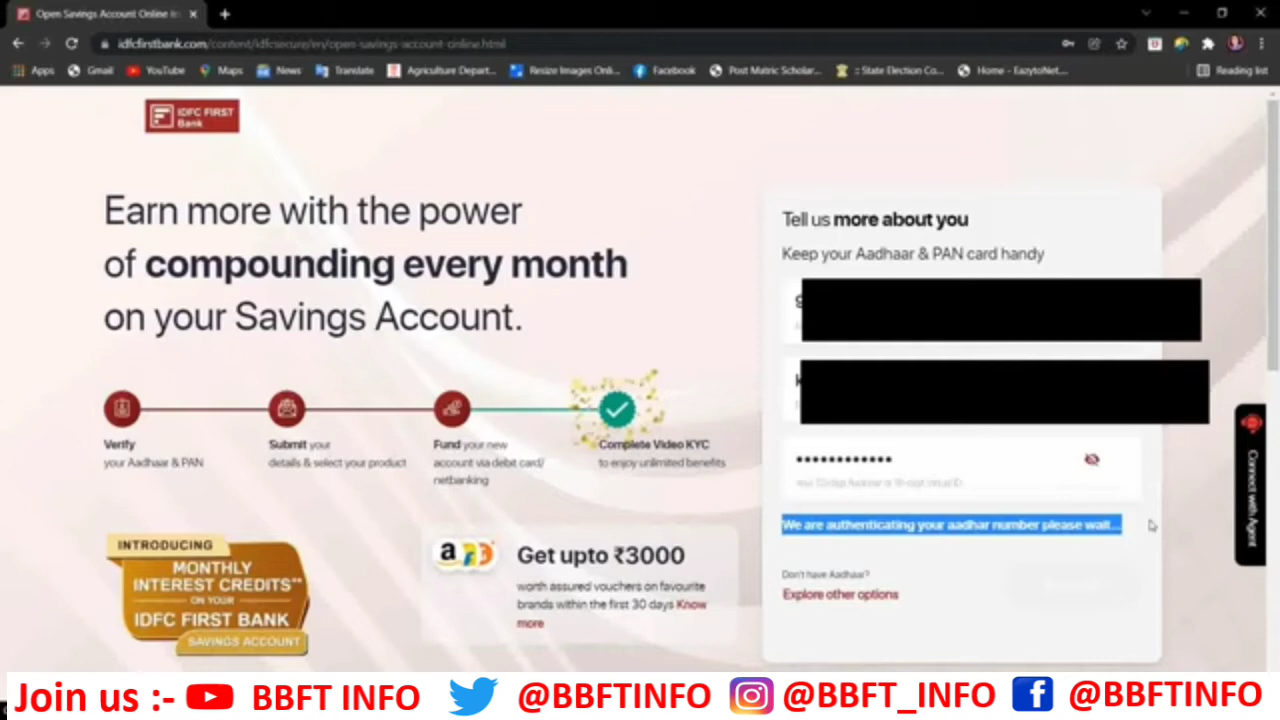 Open Savings Account Online in
idfcfirstbank.com/content/idfcsecure/en/open-savings-account-online.html
Apps
Gmail
YouTube
Maps
News
Translate
Agriculture Depart...
Resize Images Onli...
Facebook
Post Matric Scholar...
:: State Election Co...
Home - EazytoNet...
Reading list
IDFC FIRST
Bank
Earn more with the power
of compounding every month
on your Savings Account.
Verify
your Aadhaar & PAN
Submit your
details & select your product
Fund your new
account via debit card/
netbanking
Complete Video KYC
to enjoy unlimited benefits
INTRODUCING
MONTHLY
INTEREST CREDITS**
ON YOUR
IDFC FIRST BANK
SAVINGS ACCOUNT
a
Get upto ₹3000
worth assured vouchers on favourite
brands within the first 30 days Know
more
Tell us more about you
Keep your Aadhaar & PAN card handy
••••••••••••
We are authenticating your aadhar number please wait...
Don't have Aadhaar?
Explore other options
Connect with Agent
Join us :- BBFT INFO @BBFTINFO @BBFT_INFO @BBFTINFO